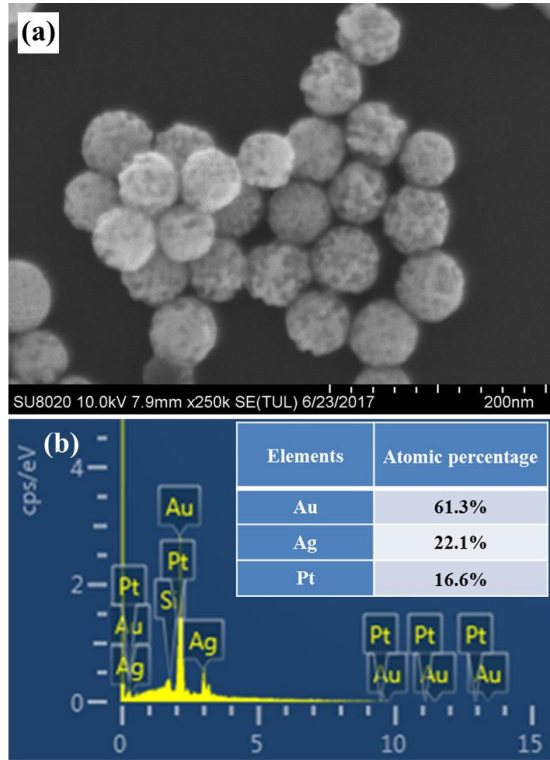 (a)
SU8020 10.0kV 7.9mm x250k SE(TUL) 6/23/2017 200nm
(b)
cps/eV
4
2
0
Elements Atomic percentage
Au 61.3%
Ag 22.1%
Pt 16.6%
Au
Pt Pt
Au Si
Ag Ag
Pt Pt Pt
Au Au Au
0 5 10 15